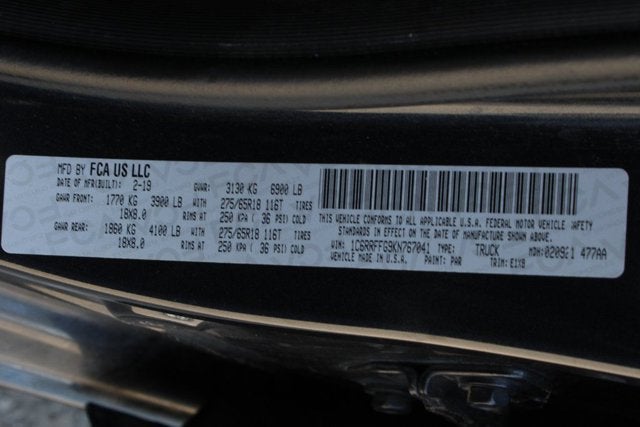 MFD BY FCA US LLC
DATE OF MFR(BUILT): 2-19 GVWR: 3130 KG 6900 LB
GAWR FRONT: 1770 KG 3900 LB WITH 275/65R18 116T TIRES
18X8.0 RIMS AT 250 KPA ( 36 PSI) COLD
GAWR REAR: 1860 KG 4100 LB WITH 275/65R18 116T TIRES
18X8.0 RIMS AT 250 KPA ( 36 PSI) COLD
THIS VEHICLE CONFORMS TO ALL APPLICABLE U.S.A. FEDERAL MOTOR VEHICLE SAFETY
STANDARDS IN EFFECT ON THE DATE OF MANUFACTURE SHOWN ABOVE.
VIN: 1C6RRFFG9KN767041 TYPE: TRUCK MDH: 477AA
VEHICLE MADE IN U.S.A. PAINT: PAR TRIM: